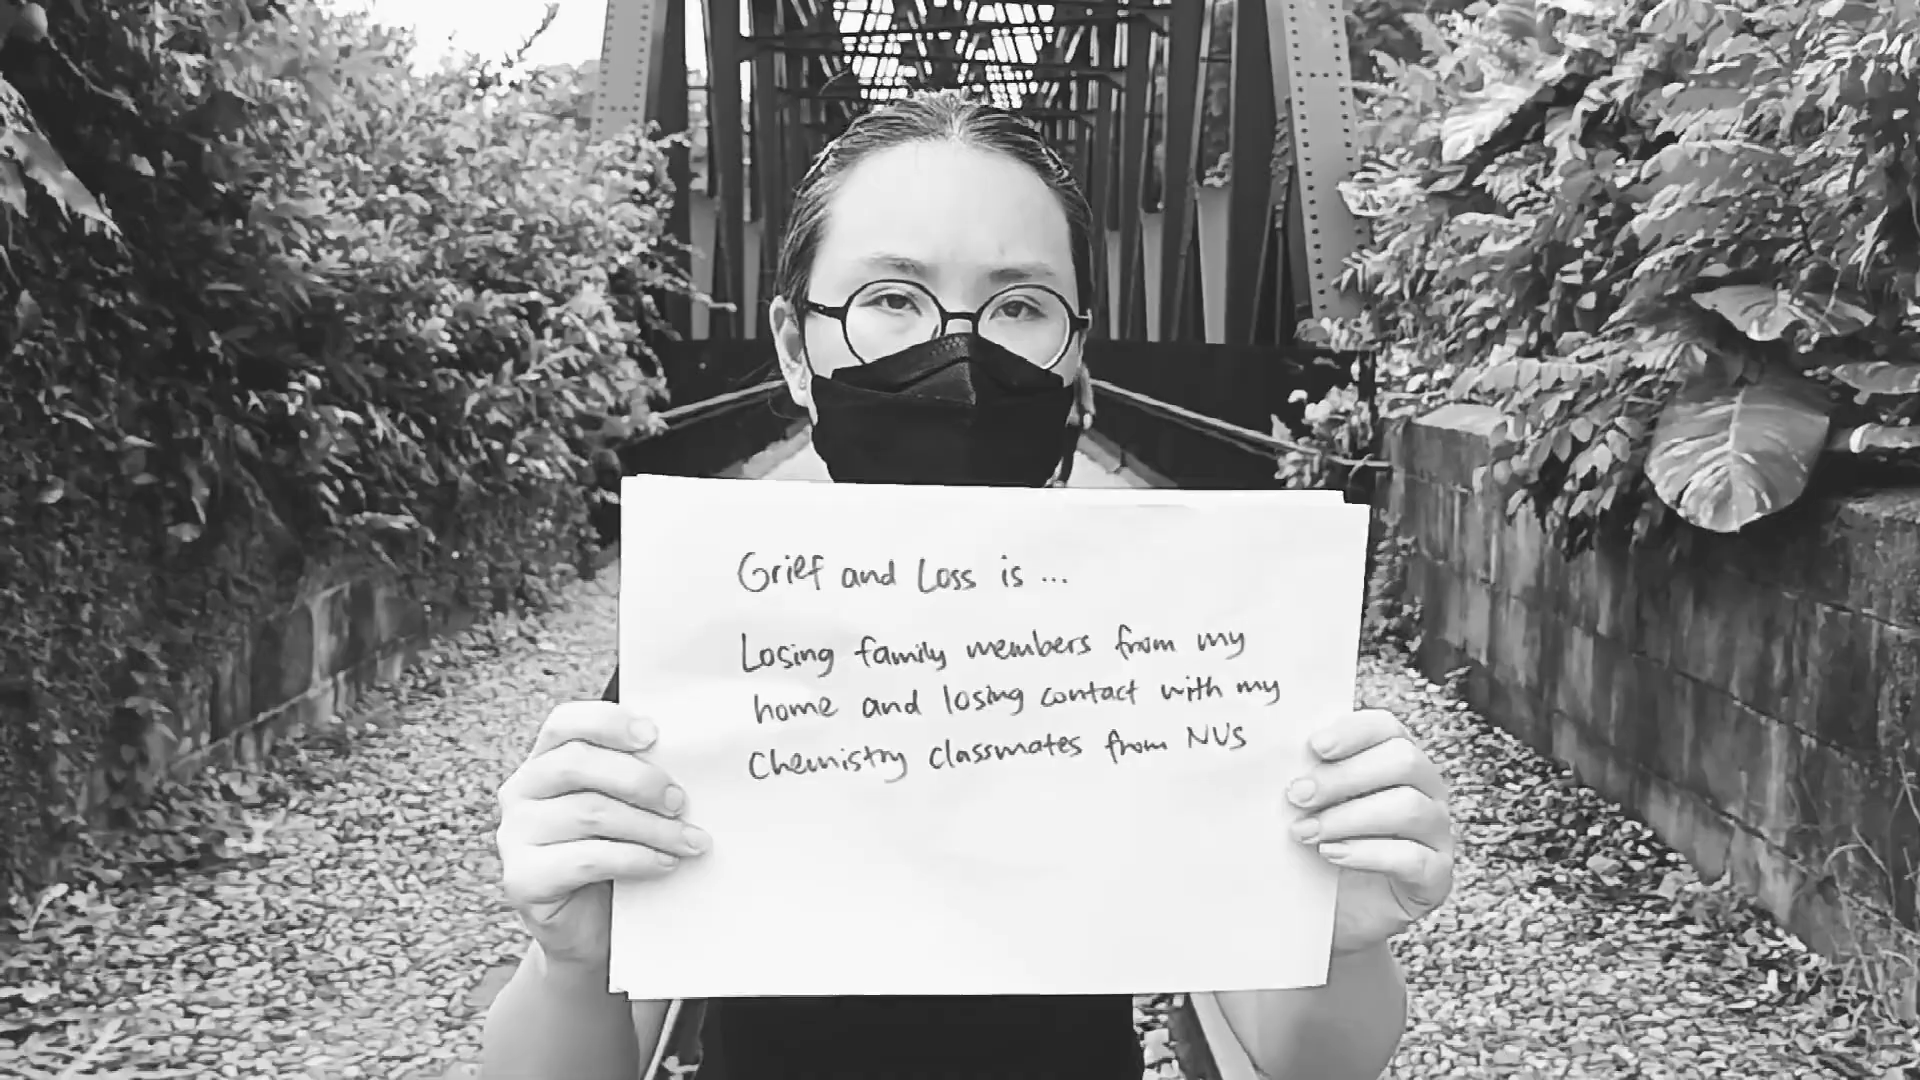 Grief and Loss is ...
Losing family members from my
home and losing contact with my
Chemistry classmates from NUS